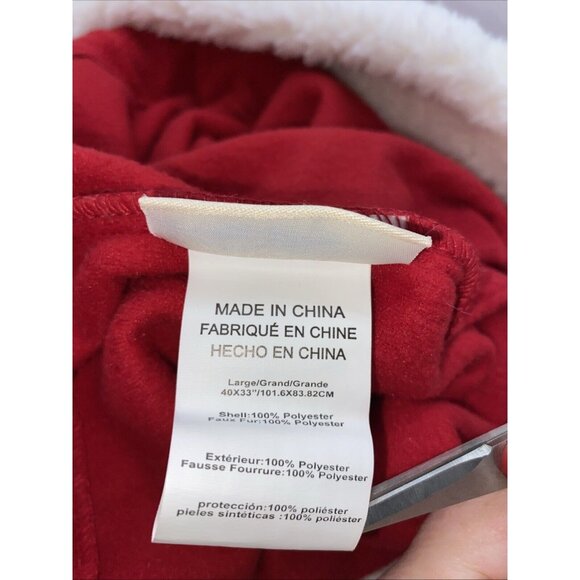 MADE IN CHINA
FABRIQUÉ EN CHINE
HECHO EN CHINA
Large/Grand/Grande
40X33"/101.6X83.82CM
Shell:100% Polyester
Faux Fur:100% Polyester
Extérieur:100% Polyester
Fausse Fourrure:100% Polyester
protección:100% poliéster
pieles sintéticas :100% poliéster